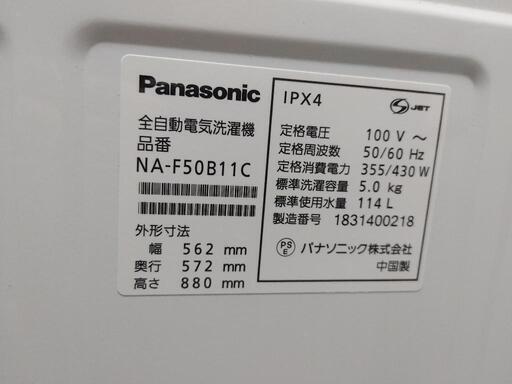 Panasonic
全自動電気洗濯機
品番
NA-F50B11C
外形寸法
幅 562 mm
奥行 572 mm
高さ 880 mm
IPX4
S JET
定格電圧 100 V ～
定格周波数 50/60 Hz
定格消費電力 355/430 W
標準洗濯容量 5.0 kg
標準使用水量 114 L
製造番号 1831400218
PS E パナソニック株式会社
中国製